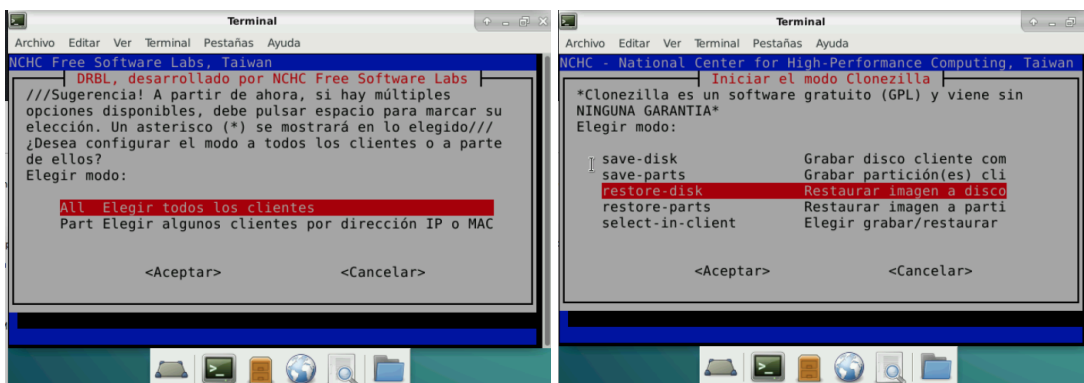 Terminal
Archivo Editar Ver Terminal Pestañas Ayuda
NCHC Free Software Labs, Taiwan
DRBL, desarrollado por NCHC Free Software Labs
///Sugerencia! A partir de ahora, si hay múltiples
opciones disponibles, debe pulsar espacio para marcar su
elección. Un asterisco (*) se mostrará en lo elegido///
¿Desea configurar el modo a todos los clientes o a parte
de ellos?
Elegir modo:
All Elegir todos los clientes
Part Elegir algunos clientes por dirección IP o MAC
<Aceptar> <Cancelar>
Terminal
Archivo Editar Ver Terminal Pestañas Ayuda
NCHC - National Center for High-Performance Computing, Taiwan
Iniciar el modo Clonezilla
*Clonezilla es un software gratuito (GPL) y viene sin
NINGUNA GARANTIA*
Elegir modo:
save-disk Grabar disco cliente com
save-parts Grabar partición(es) cli
restore-disk Restaurar imagen a disco
restore-parts Restaurar imagen a parti
select-in-client Elegir grabar/restaurar
<Aceptar> <Cancelar>